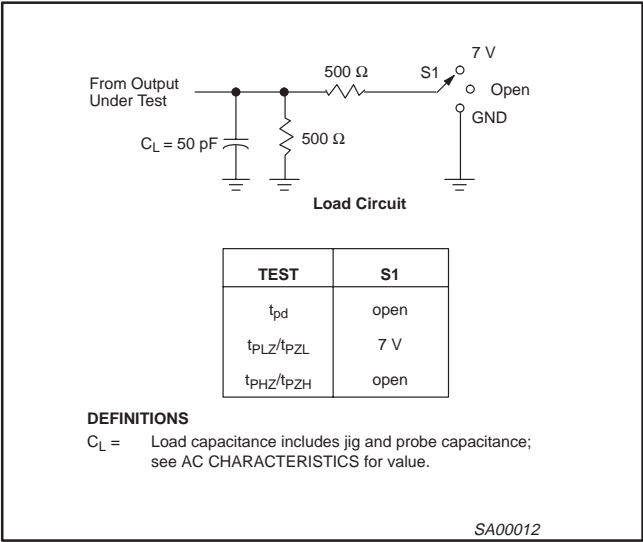 7 V
500 Ω
S1
Open
From Output
Under Test
GND
C_L = 50 pF
500 Ω
Load Circuit
TEST S1
t_pd open
t_PLZ/t_PZL 7 V
t_PHZ/t_PZH open
DEFINITIONS
C_L = Load capacitance includes jig and probe capacitance;
see AC CHARACTERISTICS for value.
SA00012